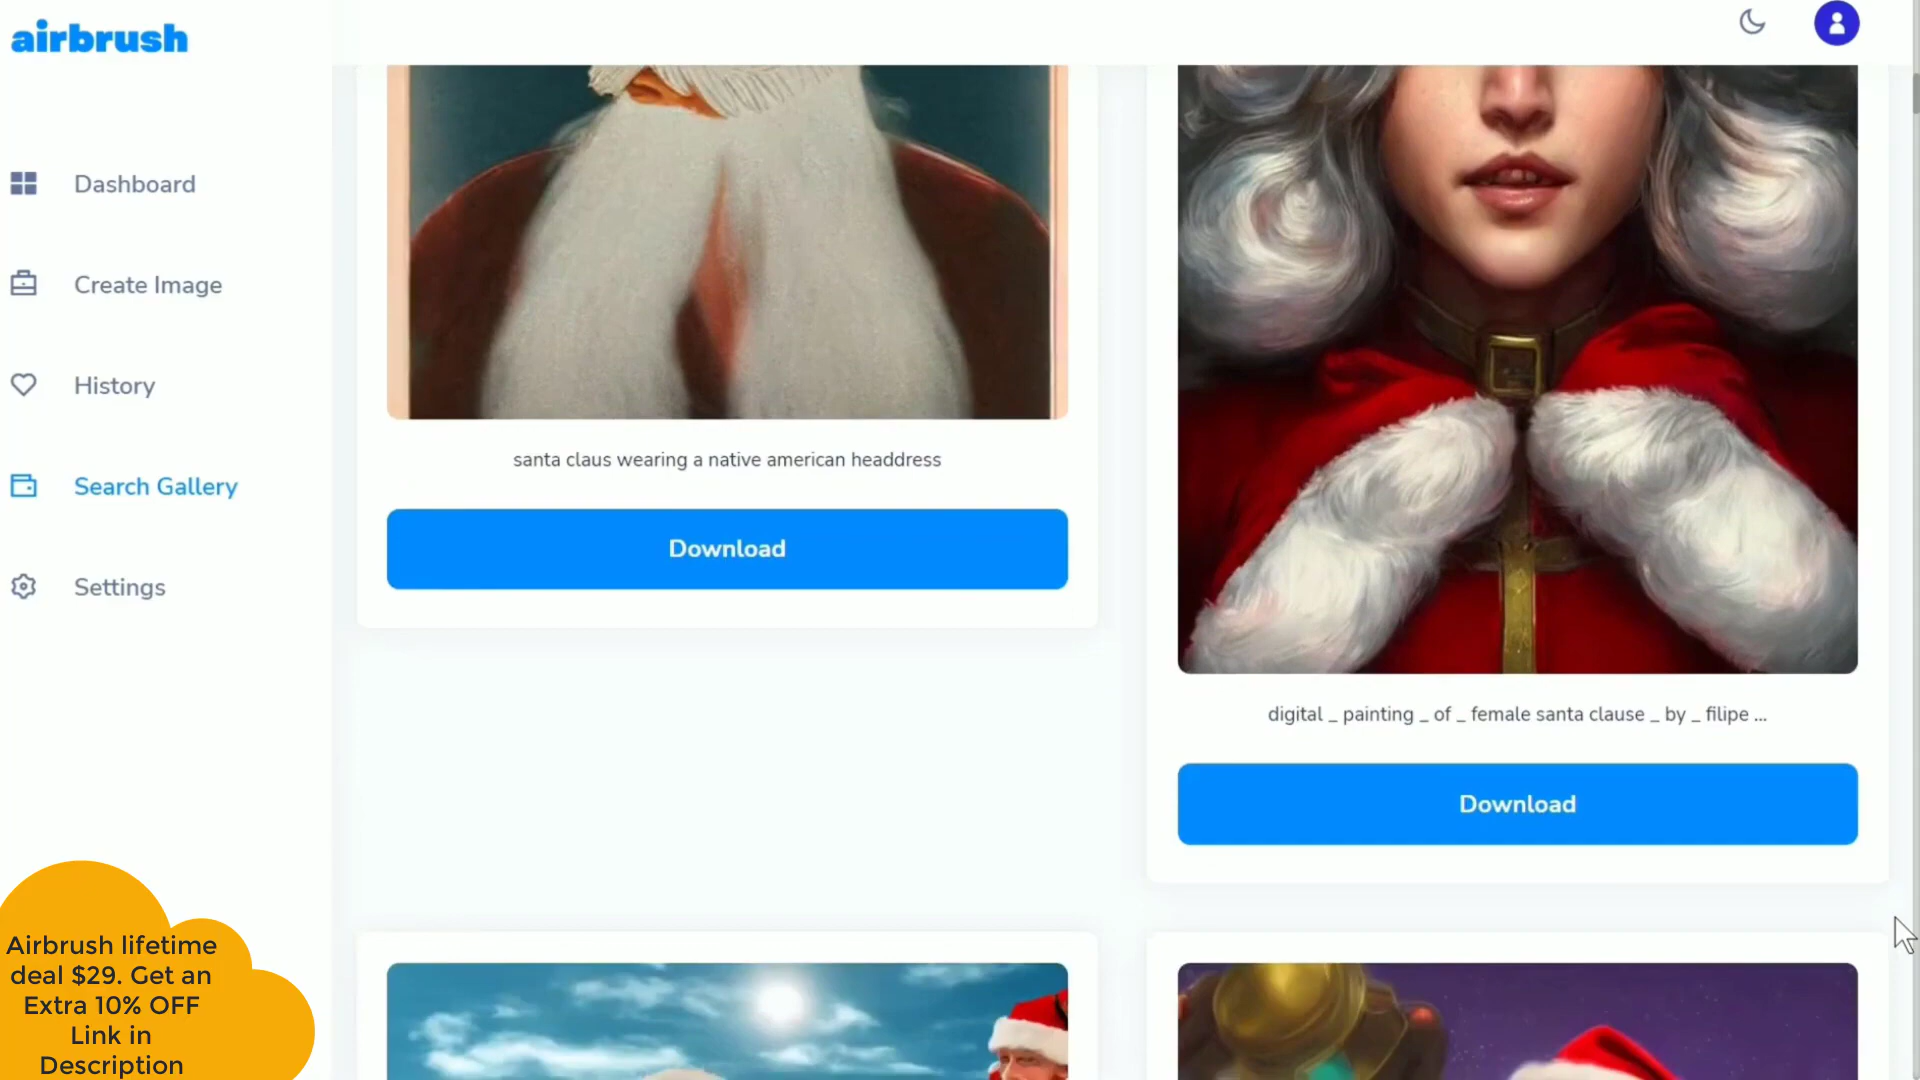 airbrush
Dashboard
Create Image
History
Search Gallery
Settings
santa claus wearing a native american headdress
Download
digital _ painting _ of _ female santa clause _ by _ filipe ...
Download
Airbrush lifetime
deal $29. Get an
Extra 10% OFF
Link in
Description